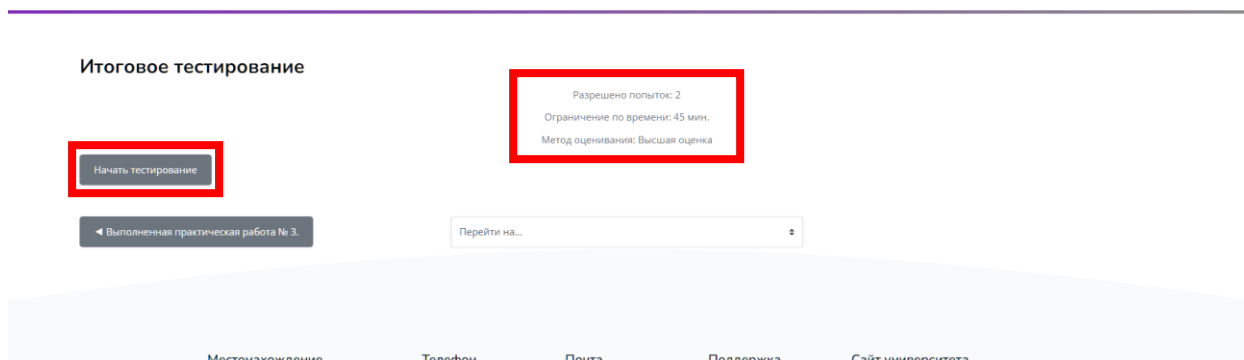 Итоговое тестирование
Разрешено попыток: 2
Ограничение по времени: 45 мин.
Метод оценивания: Высшая оценка
Начать тестирование
◄ Выполненная практическая работа № 3.
Перейти на...
Местонахождение Телефон Почта Поддержка Сайт университета